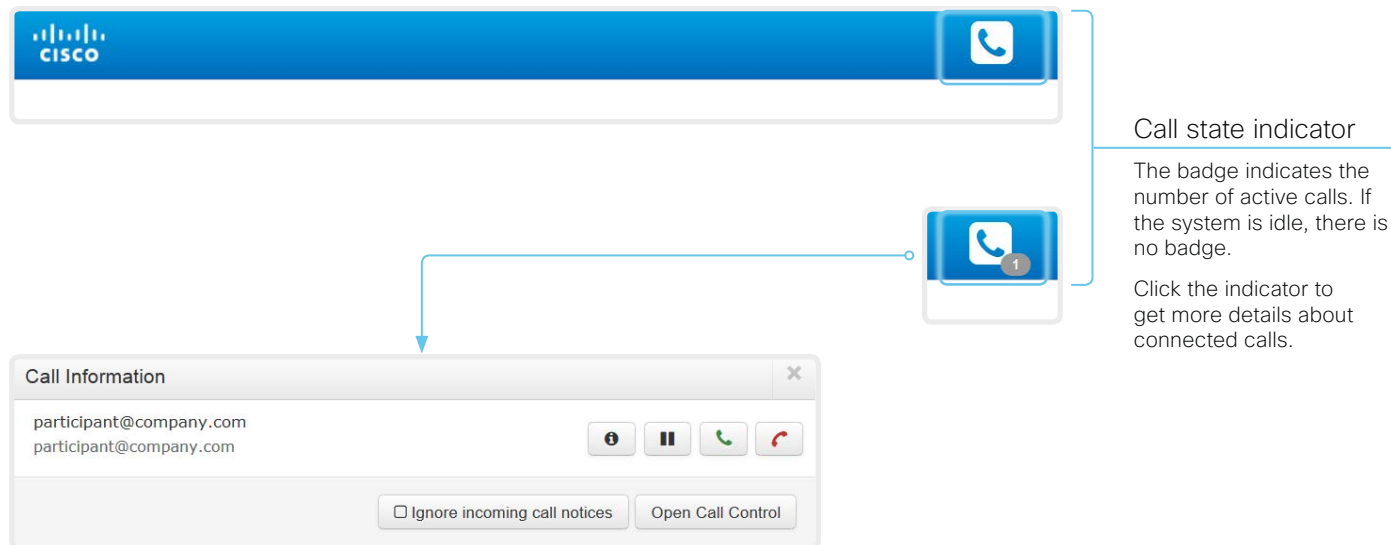 CISCO
Call state indicator
The badge indicates the
number of active calls. If
the system is idle, there is
no badge.
1
Click the indicator to
get more details about
connected calls.
Call Information
participant@company.com
participant@company.com
Ignore incoming call notices
Open Call Control